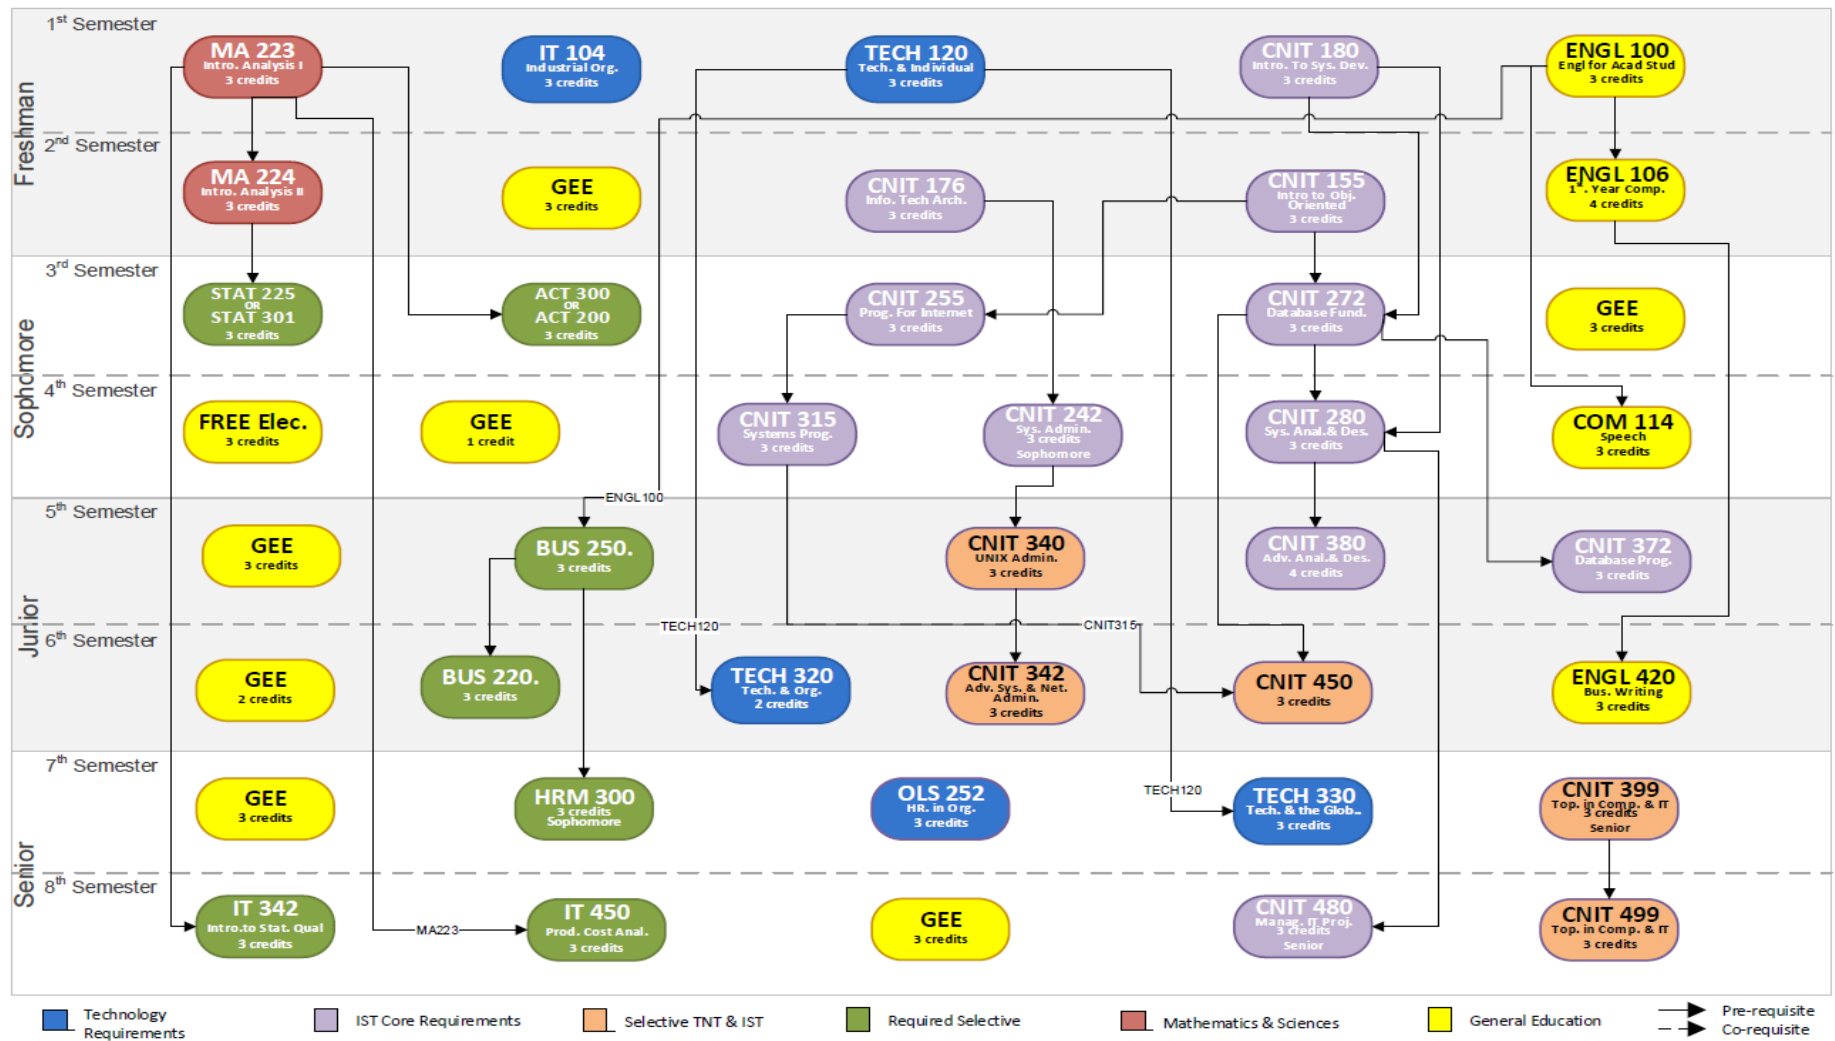 1st Semester
MA 223
Intro. Analysis I
3 credits
IT 104
Industrial Org.
3 credits
TECH 120
Tech. & Individual
3 credits
CNIT 180
Intro. To Sys. Dev.
3 credits
ENGL 100
Engl for Acad Stud
3 credits
Freshman
2nd Semester
MA 224
Intro. Analysis II
3 credits
GEE
3 credits
CNIT 176
Info. Tech Arch.
3 credits
CNIT 155
Intro to Obj.
Oriented
3 credits
ENGL 106
1st. Year Comp.
4 credits
3rd Semester
STAT 225
OR
STAT 301
3 credits
ACT 300
OR
ACT 200
3 credits
CNIT 255
Prog. For Internet
3 credits
CNIT 272
Database Fund.
3 credits
GEE
3 credits
Sophomore
4th Semester
FREE Elec.
3 credits
GEE
1 credit
CNIT 315
Systems Prog.
3 credits
CNIT 242
Sys. Admin.
3 credits
Sophomore
CNIT 280
Sys. Anal.& Des.
3 credits
COM 114
Speech
3 credits
ENGL100
5th Semester
GEE
3 credits
BUS 250.
3 credits
CNIT 340
UNIX Admin.
3 credits
CNIT 380
Adv. Anal.& Des.
4 credits
CNIT 372
Database Prog.
3 credits
Junior
TECH120
CNIT315
6th Semester
GEE
2 credits
BUS 220.
3 credits
TECH 320
Tech. & Org.
2 credits
CNIT 342
Adv. Sys. & Net.
Admin.
3 credits
CNIT 450
3 credits
ENGL 420
Bus. Writing
3 credits
7th Semester
GEE
3 credits
HRM 300
3 credits
Sophomore
OLS 252
HR. in Org.
3 credits
TECH120
TECH 330
Tech. & the Glob..
3 credits
CNIT 399
Top. in Comp. & IT
3 credits
Senior
Senior
8th Semester
IT 342
Intro.to Stat. Qual
3 credits
MA223
IT 450
Prod. Cost Anal.
3 credits
GEE
3 credits
CNIT 480
Manag. IT Proj.
3 credits
Senior
CNIT 499
Top. in Comp. & IT
3 credits
Technology
Requirements
IST Core Requirements
Selective TNT & IST
Required Selective
Mathematics & Sciences
General Education
Pre-requisite
Co-requisite